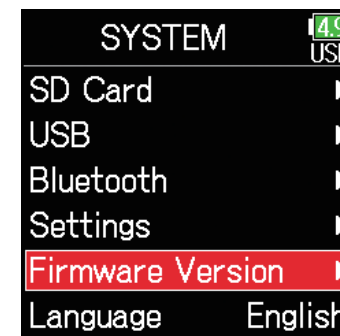 SYSTEM
SD Card
USB
Bluetooth
Settings
Firmware Version
Language English